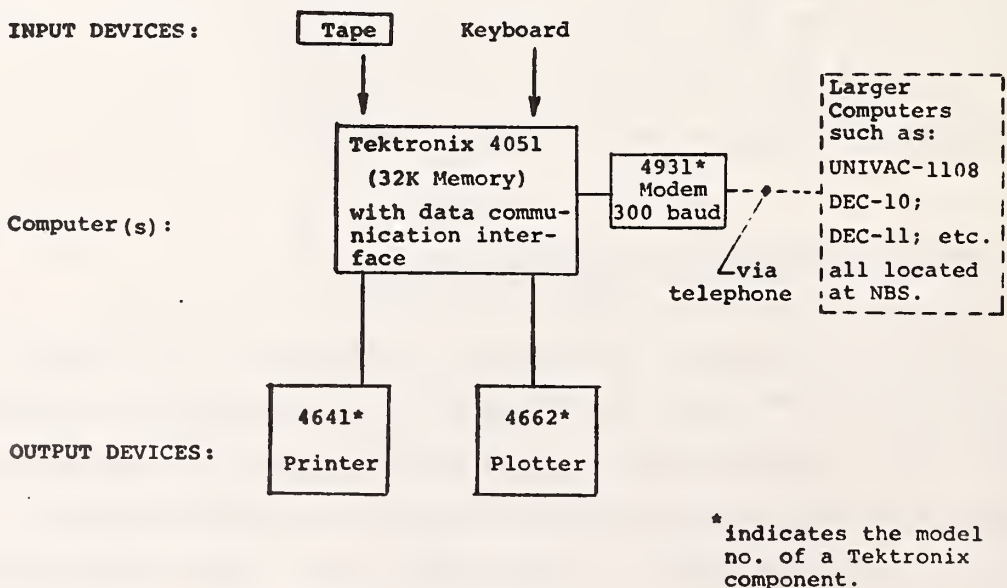 INPUT DEVICES:
Tape
Keyboard
Larger
Computers
such as:
UNIVAC-1108
DEC-10;
DEC-11; etc.
all located
at NBS.
Tektronix 4051
(32K Memory)
with data commu-
nication inter-
face
4931*
Modem
300 baud
Computer(s):
via
telephone
4641*
Printer
4662*
Plotter
OUTPUT DEVICES:
*indicates the model
no. of a Tektronix
component.